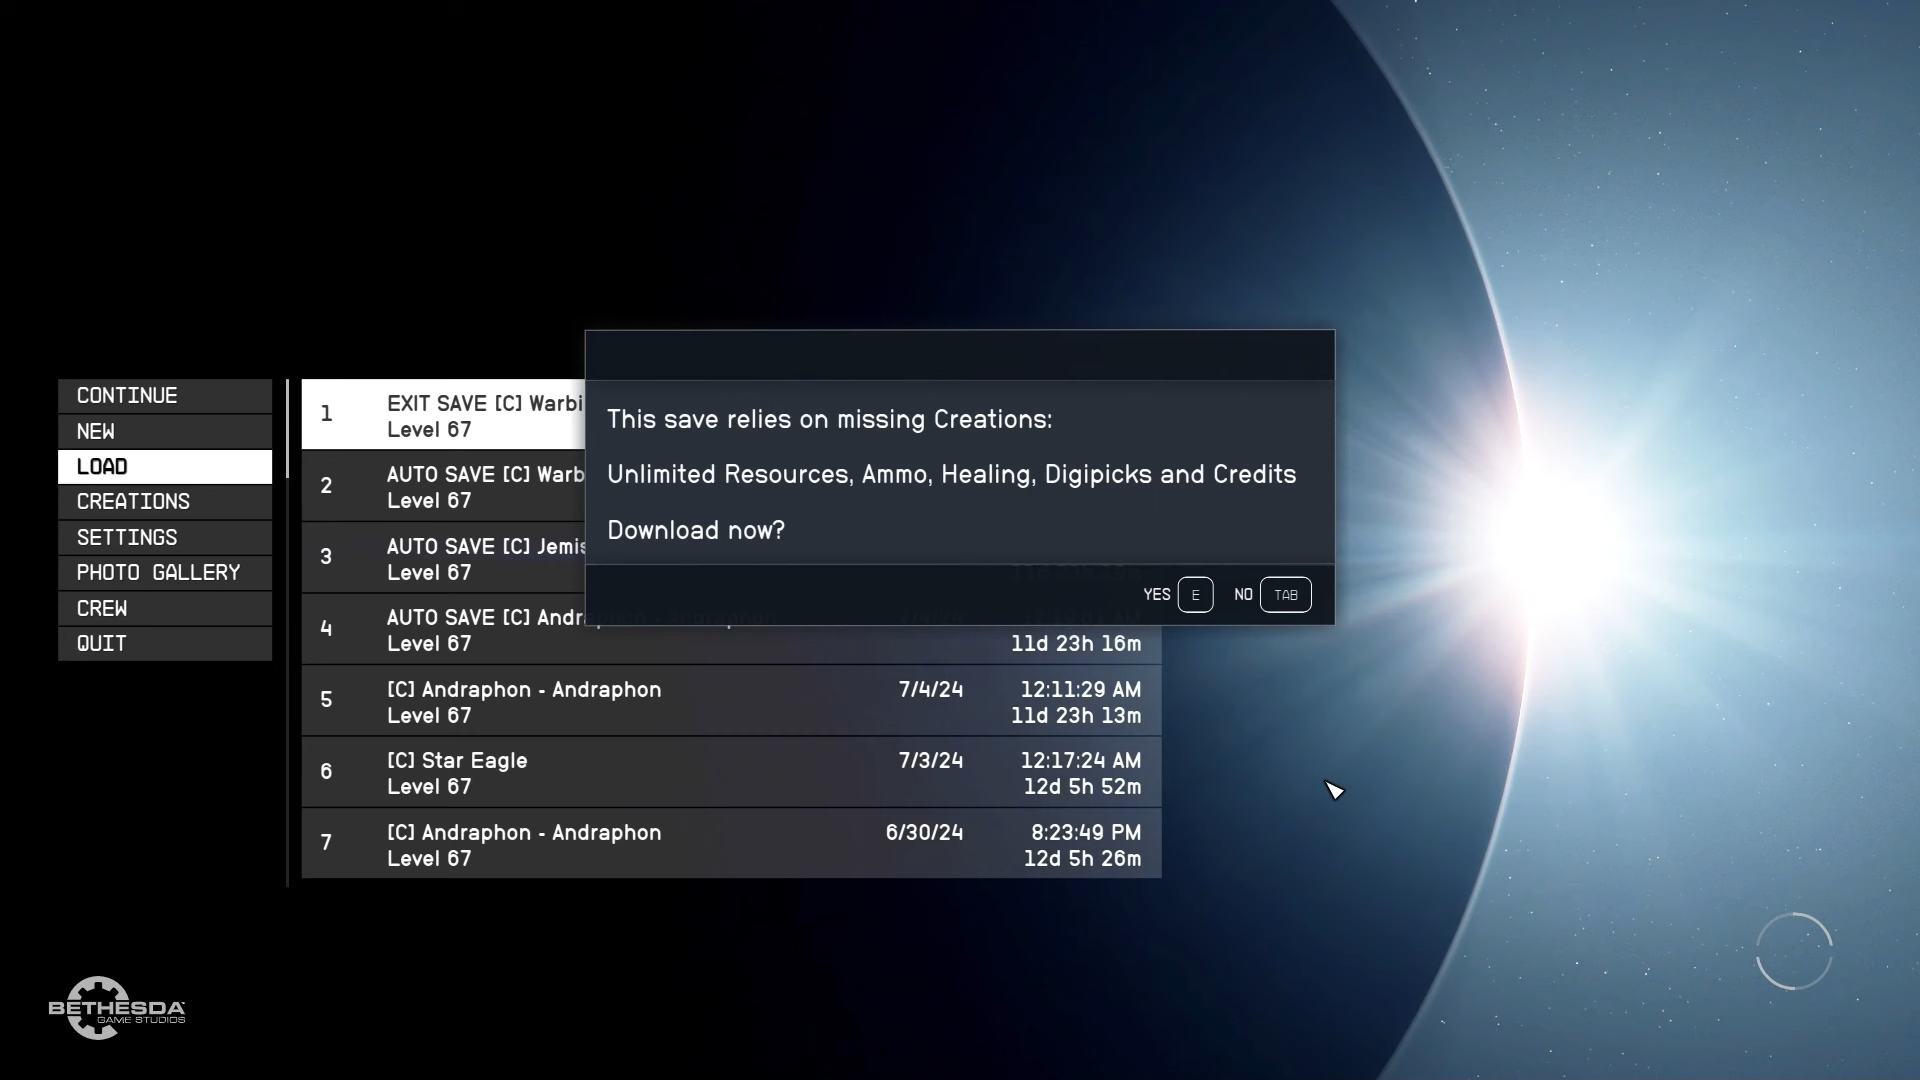 CONTINUE
NEW
LOAD
CREATIONS
SETTINGS
PHOTO GALLERY
CREW
QUIT
1
EXIT SAVE [C] Warbi
Level 67
2
AUTO SAVE [C] Warb
Level 67
3
AUTO SAVE [C] Jemis
Level 67
4
AUTO SAVE [C] Andraphon - Andraphon
Level 67
11d 23h 16m
5
[C] Andraphon - Andraphon 7/4/24 12:11:29 AM
Level 67 11d 23h 13m
6
[C] Star Eagle 7/3/24 12:17:24 AM
Level 67 12d 5h 52m
7
[C] Andraphon - Andraphon 6/30/24 8:23:49 PM
Level 67 12d 5h 26m
This save relies on missing Creations:
Unlimited Resources, Ammo, Healing, Digipicks and Credits
Download now?
YES E NO TAB
BETHESDA
GAME STUDIOS